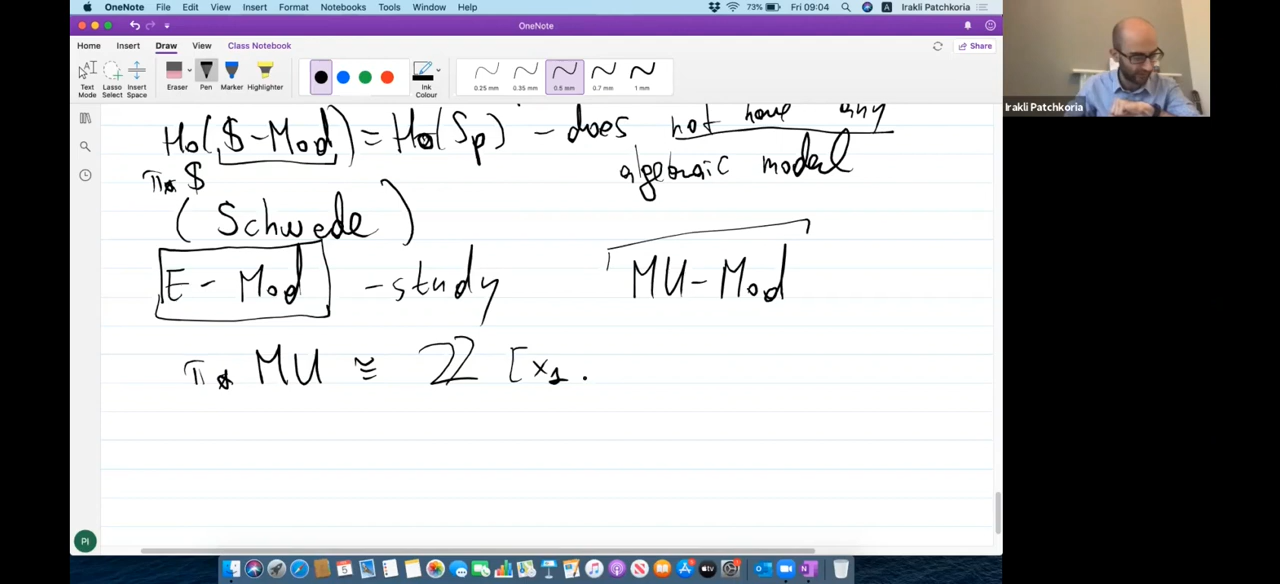 OneNote File Edit View Insert Format Notebooks Tools Window Help 73% Fri 09:04 Irakli Patchkoria
OneNote
Home Insert Draw View Class Notebook Share
Text Mode Lasso Select Insert Space Eraser Pen Marker Highlighter Ink Colour 0.25 mm 0.35 mm 0.5 mm 0.7 mm 1 mm
Irakli Patchkoria
Ho($-Mod) = Ho(Sp) - does not have any
π* $ algebraic model
(Schwede)
E - Mod - study MU-Mod
π* MU ≅ ℤ [x1 .
PI